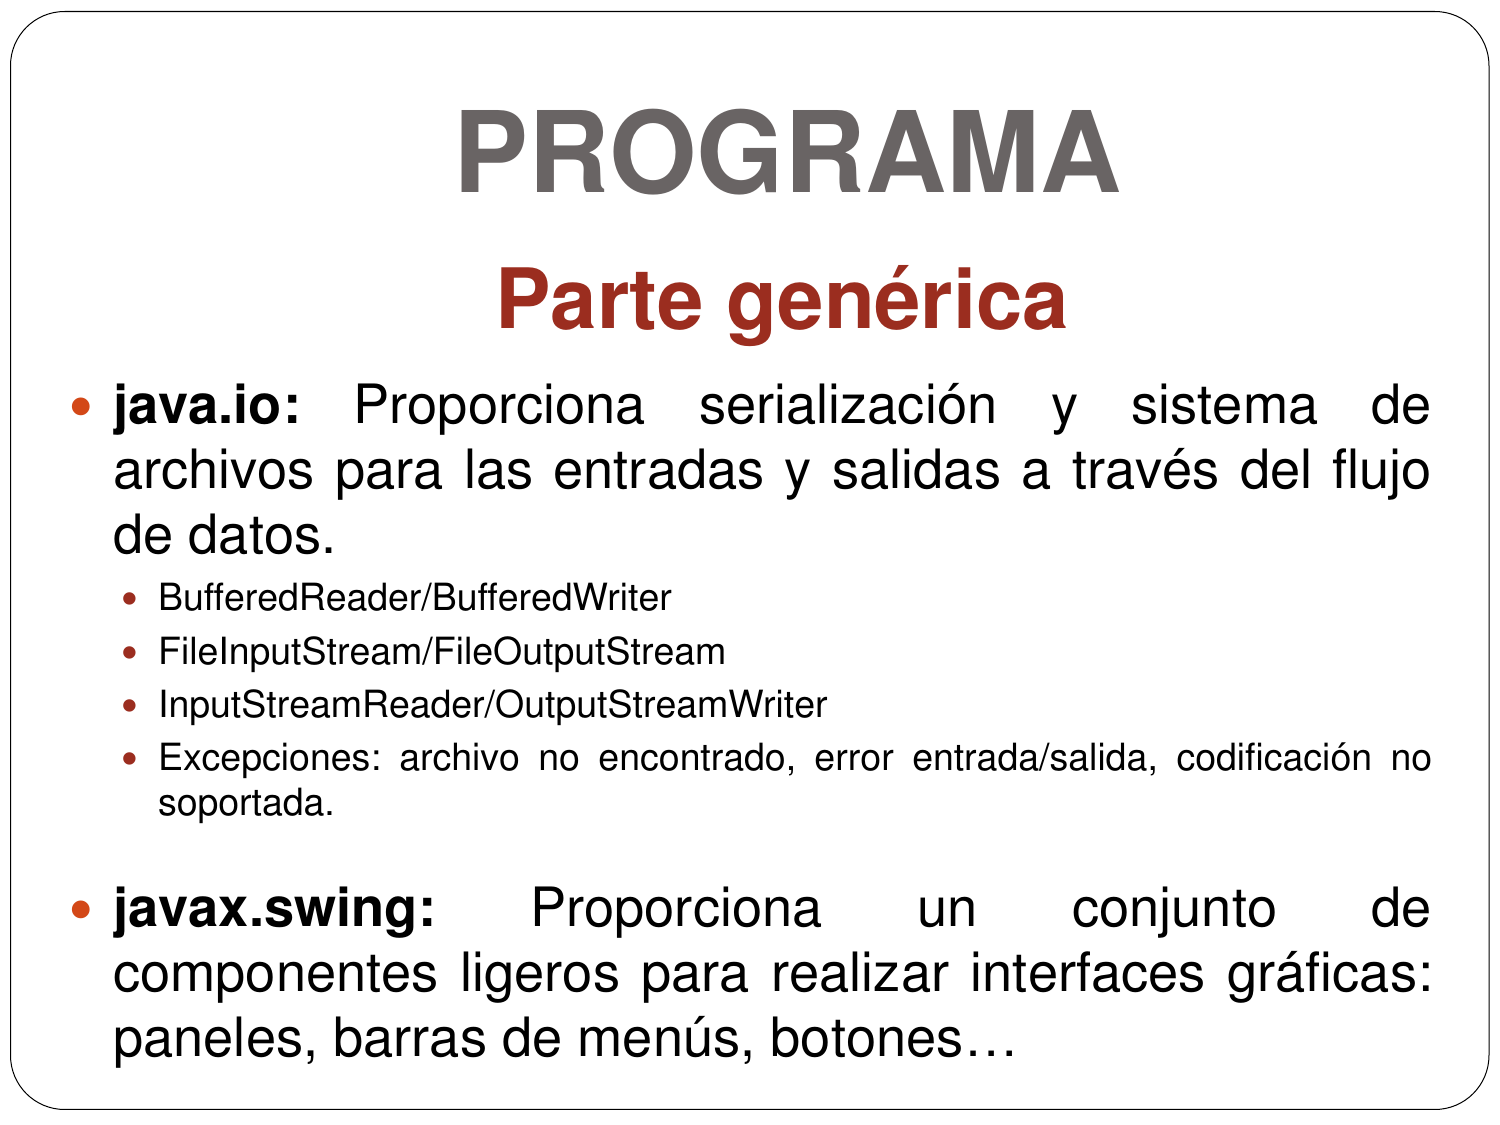 PROGRAMA
Parte genérica
• java.io: Proporciona serialización y sistema de
archivos para las entradas y salidas a través del flujo
de datos.
• BufferedReader/BufferedWriter
• FileInputStream/FileOutputStream
• InputStreamReader/OutputStreamWriter
• Excepciones: archivo no encontrado, error entrada/salida, codificación no
soportada.
• javax.swing: Proporciona un conjunto de
componentes ligeros para realizar interfaces gráficas:
paneles, barras de menús, botones…